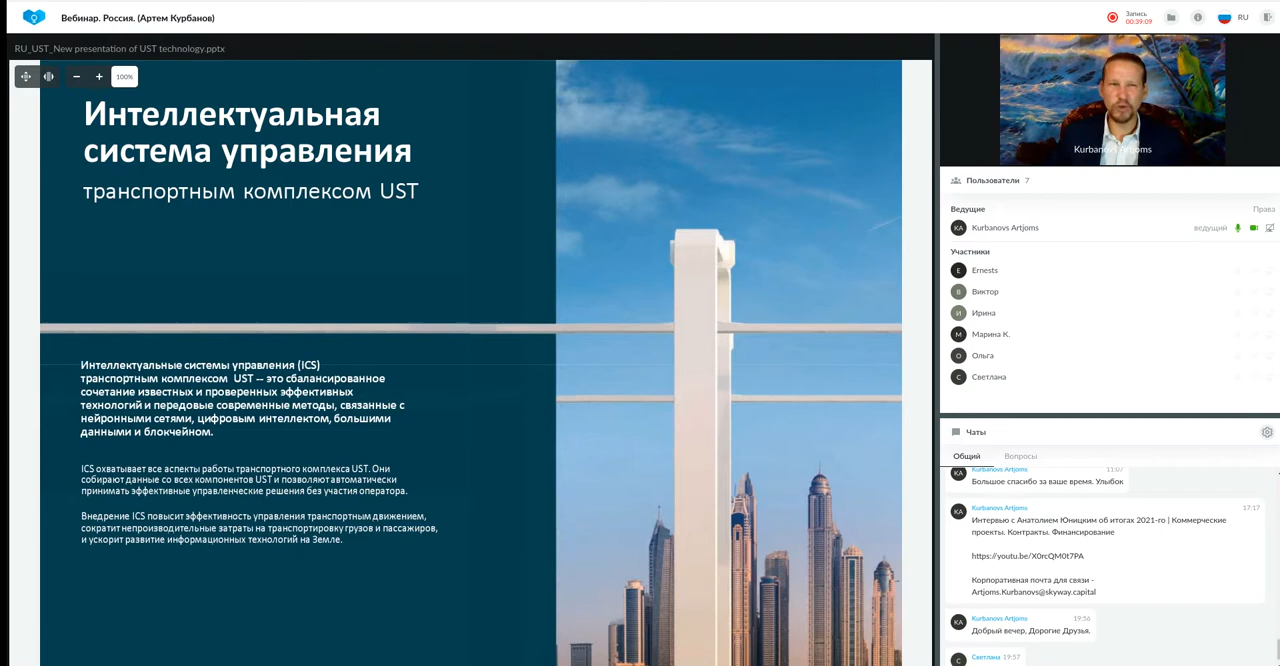 Вебинар. Россия. (Артем Курбанов)
Запись
00:39:09
RU
RU_UST_New presentation of UST technology.pptx
100%
Интеллектуальная
система управления
транспортным комплексом UST
Интеллектуальные системы управления (ICS)
транспортным комплексом UST -- это сбалансированное
сочетание известных и проверенных эффективных
технологий и передовые современные методы, связанные с
нейронными сетями, цифровым интеллектом, большими
данными и блокчейном.
ICS охватывает все аспекты работы транспортного комплекса UST. Они
собирают данные со всех компонентов UST и позволяют автоматически
принимать эффективные управленческие решения без участия оператора.
Внедрение ICS повысит эффективность управления транспортным движением,
сократит непроизводительные затраты на транспортировку грузов и пассажиров,
и ускорит развитие информационных технологий на Земле.
Kurbanovs Artjoms
Пользователи 7
Ведущие Права
KA Kurbanovs Artjoms ведущий
Участники
E Ernests
В Виктор
И Ирина
М Марина К.
О Ольга
С Светлана
Чаты
Общий Вопросы
KA Kurbanovs Artjoms 11:07
Большое спасибо за ваше время. Улыбок
KA Kurbanovs Artjoms 17:17
Интервью с Анатолием Юницким об итогах 2021-го | Коммерческие
проекты. Контракты. Финансирование
https://youtu.be/X0rcQM0t7PA
Корпоративная почта для связи -
Artjoms.Kurbanovs@skyway.capital
KA Kurbanovs Artjoms 19:56
Добрый вечер, Дорогие Друзья.
С Светлана 19:57